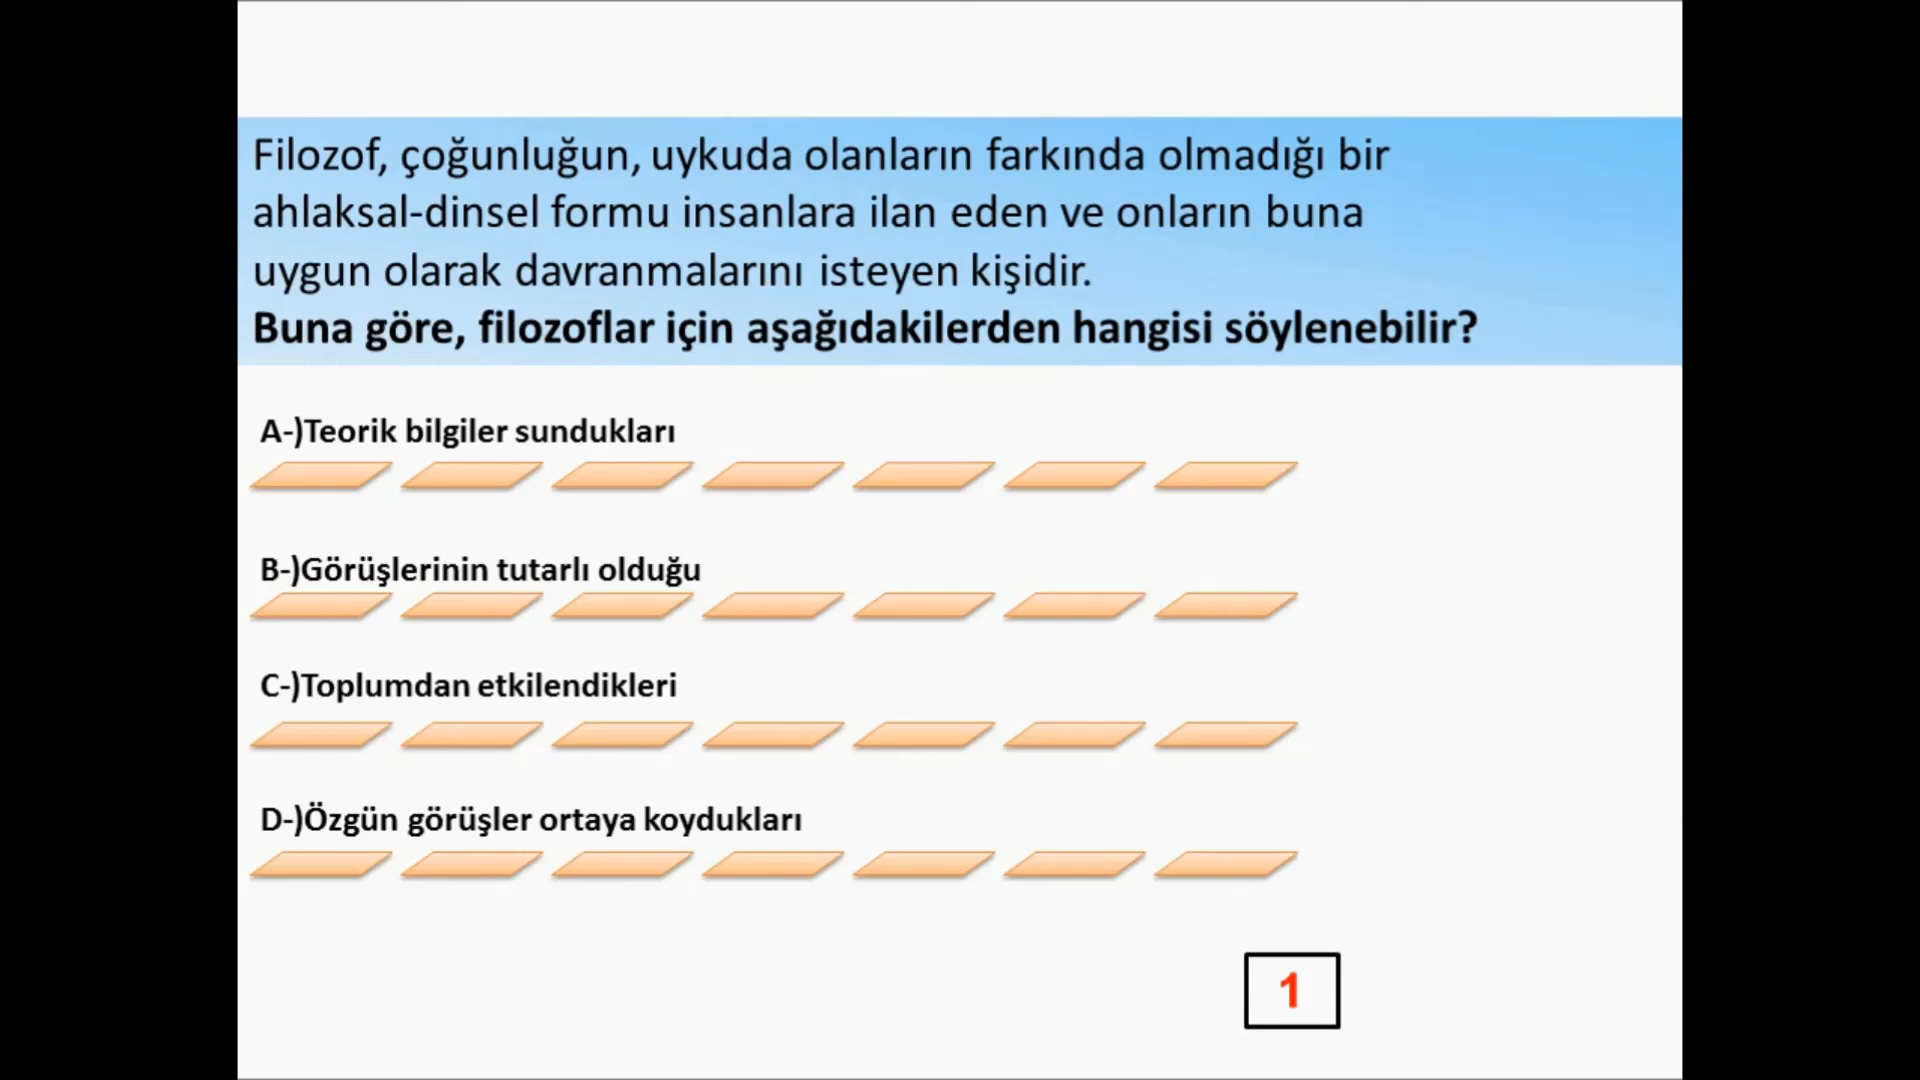 Filozof, çoğunluğun, uykuda olanların farkında olmadığı bir
ahlaksal-dinsel formu insanlara ilan eden ve onların buna
uygun olarak davranmalarını isteyen kişidir.
Buna göre, filozoflar için aşağıdakilerden hangisi söylenebilir?
A-)Teorik bilgiler sundukları
B-)Görüşlerinin tutarlı olduğu
C-)Toplumdan etkilendikleri
D-)Özgün görüşler ortaya koydukları
1